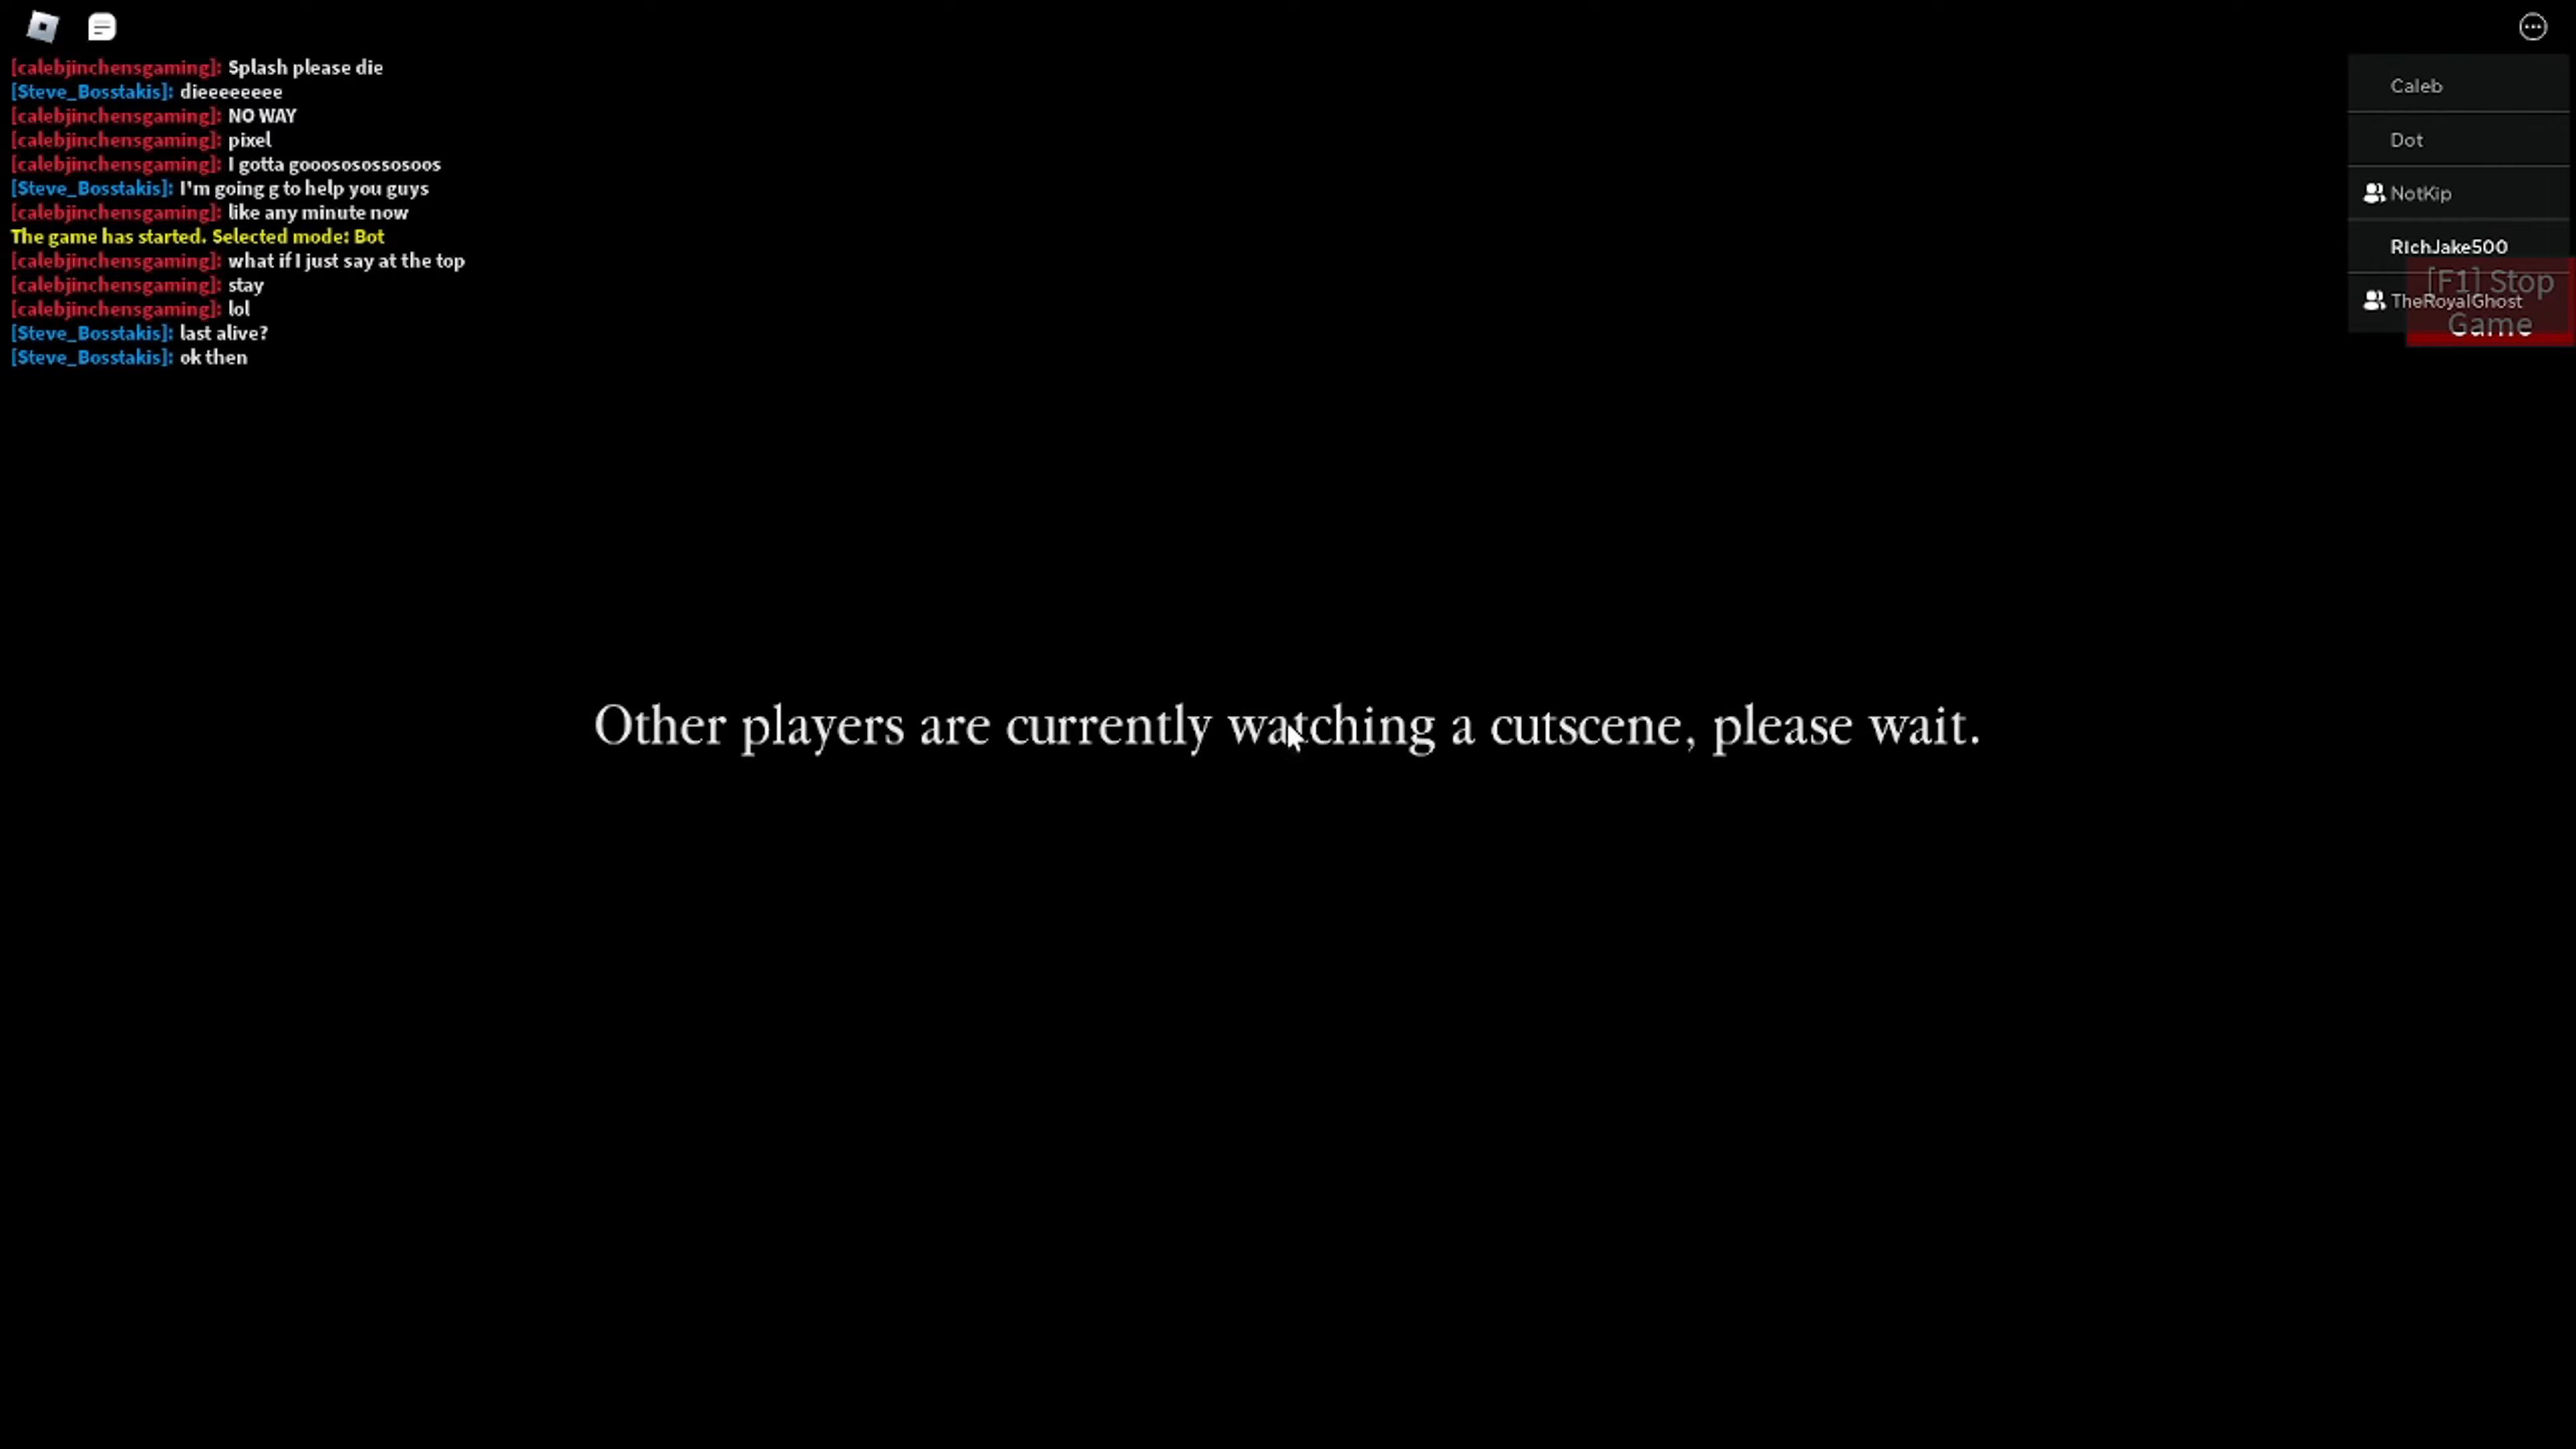 [calebjinchensgaming]: Splash please die
[Steve_Bosstakis]: dieeeeeeee
[calebjinchensgaming]: NO WAY
[calebjinchensgaming]: pixel
[calebjinchensgaming]: I gotta gooososossosoos
[Steve_Bosstakis]: I'm going g to help you guys
[calebjinchensgaming]: like any minute now
The game has started. Selected mode: Bot
[calebjinchensgaming]: what if I just say at the top
[calebjinchensgaming]: stay
[calebjinchensgaming]: lol
[Steve_Bosstakis]: last alive?
[Steve_Bosstakis]: ok then
Caleb
Dot
NotKip
RIchJake500
[F1] Stop
TheRoyalGhost
Game
Other players are currently watching a cutscene, please wait.